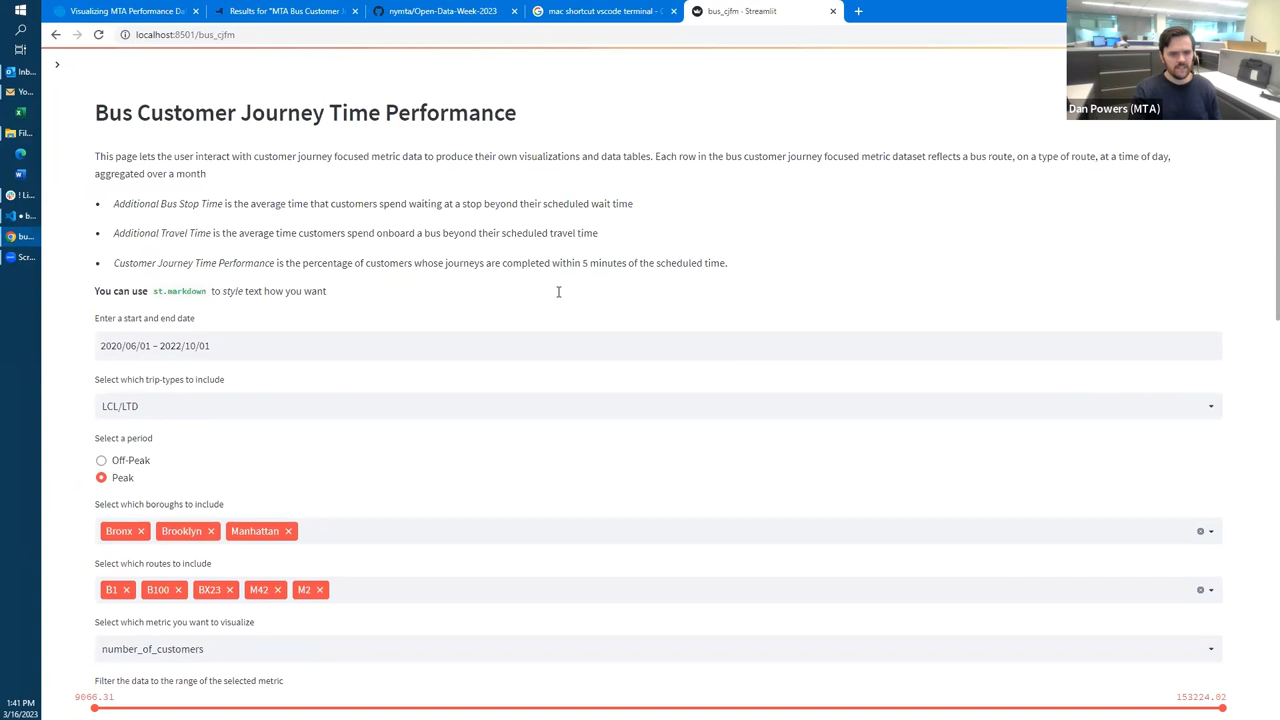 Visualizing MTA Performance Da
Results for "MTA Bus Customer J
nymta/Open-Data-Week-2023
mac shortcut vscode terminal - G
bus_cjfm · Streamlit
localhost:8501/bus_cjfm
Dan Powers (MTA)
Inb...
Yo...
Fil...
! Li...
● b...
bu...
Scr...
1:41 PM
3/16/2023
Bus Customer Journey Time Performance
This page lets the user interact with customer journey focused metric data to produce their own visualizations and data tables. Each row in the bus customer journey focused metric dataset reflects a bus route, on a type of route, at a time of day,
aggregated over a month
• Additional Bus Stop Time is the average time that customers spend waiting at a stop beyond their scheduled wait time
• Additional Travel Time is the average time customers spend onboard a bus beyond their scheduled travel time
• Customer Journey Time Performance is the percentage of customers whose journeys are completed within 5 minutes of the scheduled time.
You can use st.markdown to style text how you want
Enter a start and end date
2020/06/01 – 2022/10/01
Select which trip-types to include
LCL/LTD
Select a period
Off-Peak
Peak
Select which boroughs to include
Bronx Brooklyn Manhattan
Select which routes to include
B1 B100 BX23 M42 M2
Select which metric you want to visualize
number_of_customers
Filter the data to the range of the selected metric
9066.31 153224.02